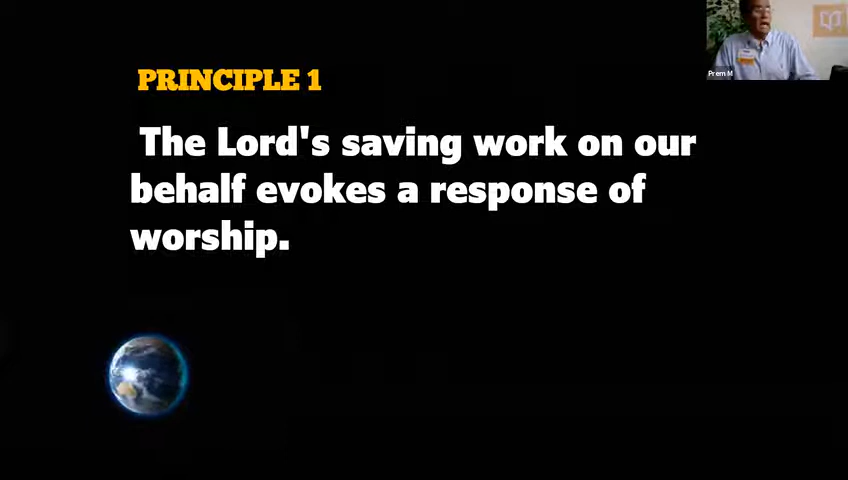 PRINCIPLE 1
The Lord's saving work on our
behalf evokes a response of
worship.
Prem M